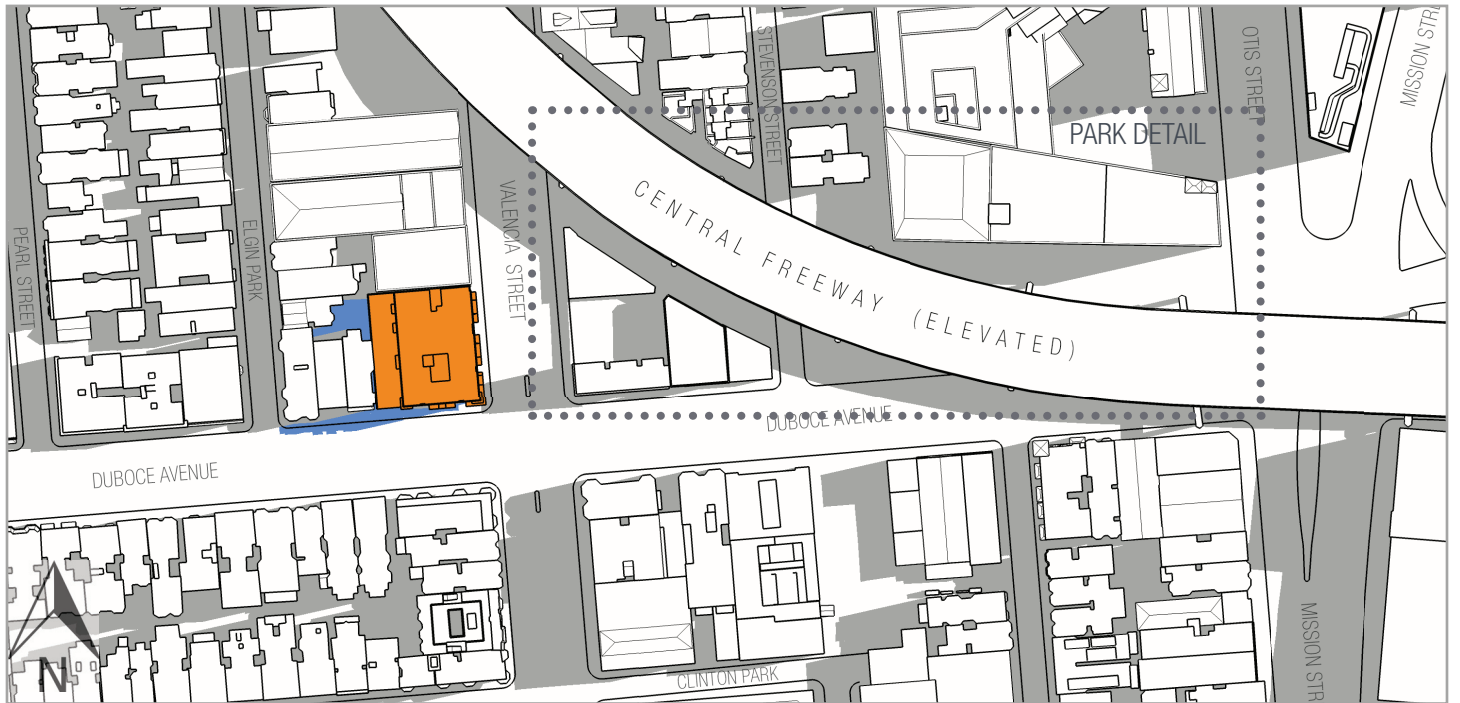 STEVENSON STREET
OTIS STREET
MISSION STR
PARK DETAIL
CENTRAL FREEWAY (ELEVATED)
VALENCIA STREET
ELGIN PARK
PEARL STREET
DUBOCE AVENUE
DUBOCE AVENUE
CLINTON PARK
MISSION STR
N